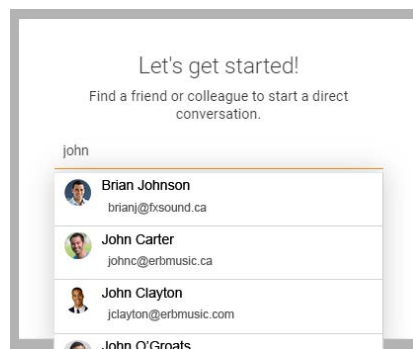 Let's get started!
Find a friend or colleague to start a direct
conversation.
john
Brian Johnson
brianj@fxsound.ca
John Carter
johnc@erbmusic.ca
John Clayton
jclayton@erbmusic.com
John O'Groats